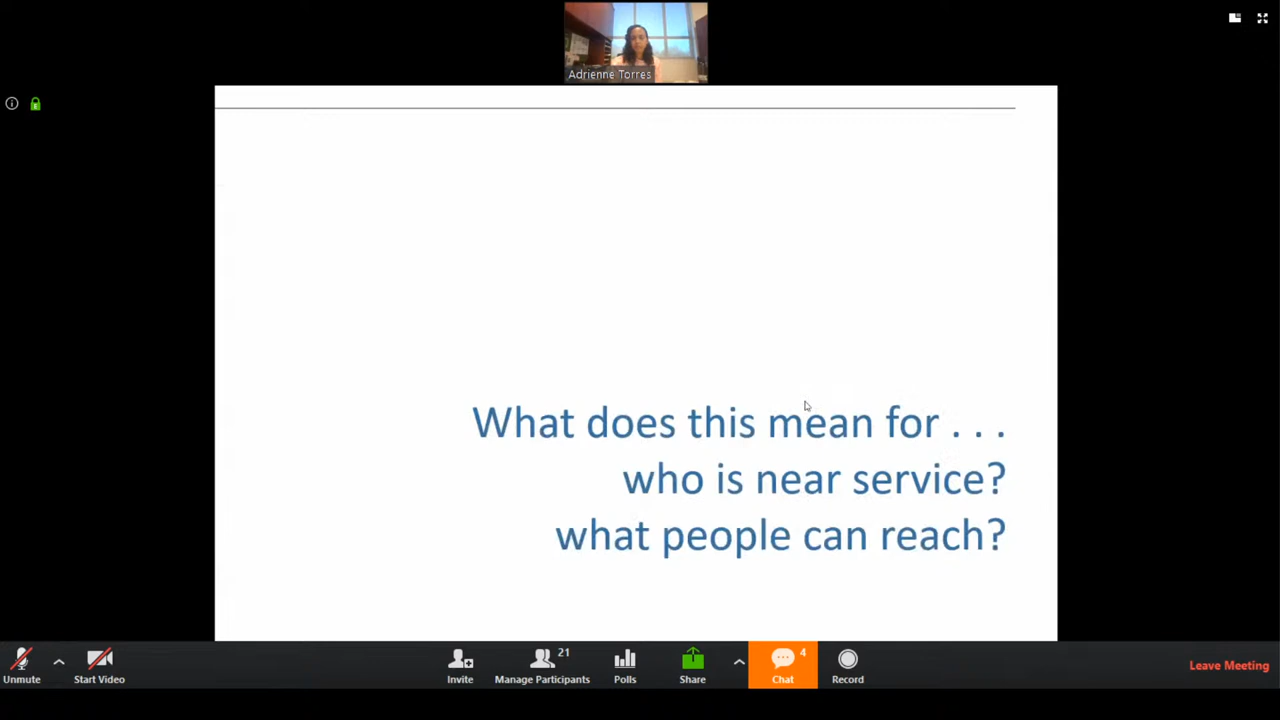 Adrienne Torres
What does this mean for . . .
who is near service?
what people can reach?
Unmute
Start Video
Invite
21
Manage Participants
Polls
Share
4
Chat
Record
Leave Meeting